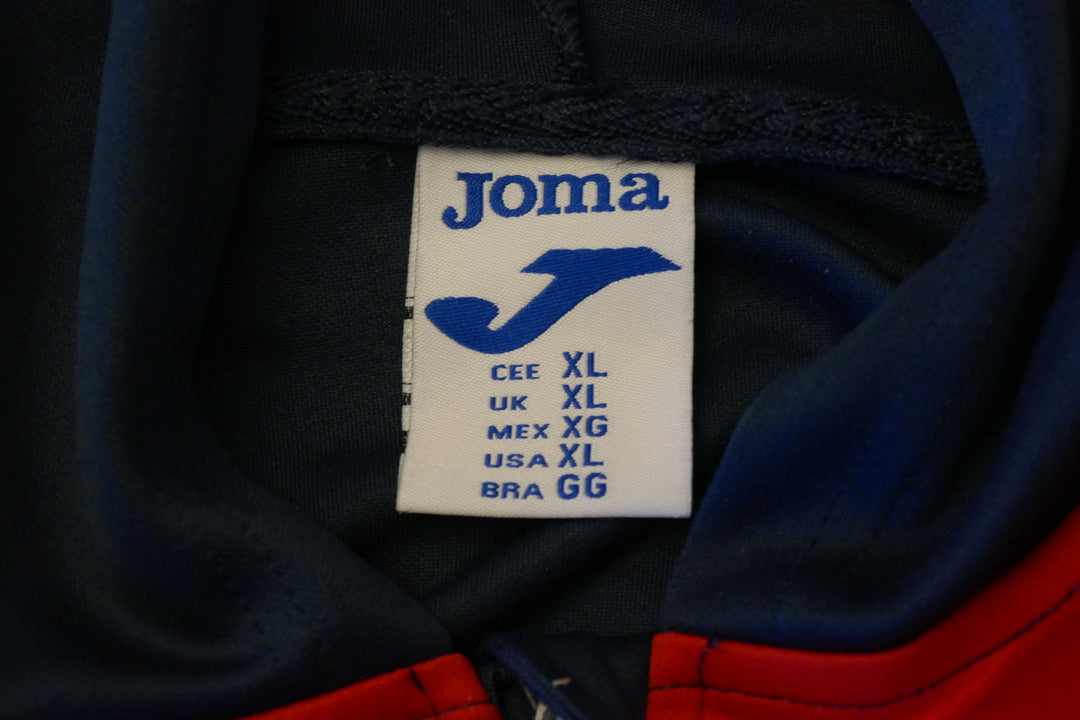 Joma
CEE XL
UK XL
MEX XG
USA XL
BRA GG